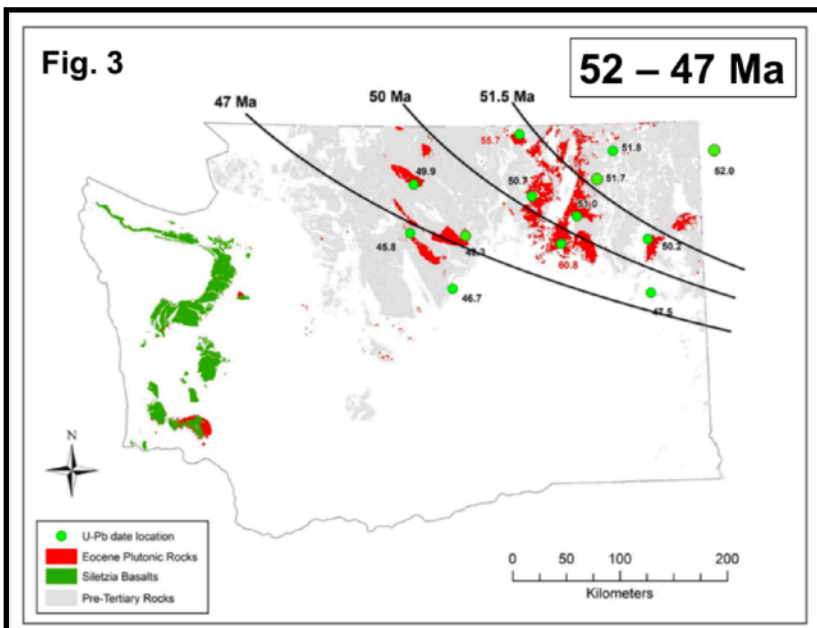 Fig. 3
52 – 47 Ma
47 Ma
50 Ma
51.5 Ma
55.7
51.8
52.0
49.9
50.7
51.7
51.0
45.8
50.2
60.8
46.7
47.5
N
U-Pb date location
Eocene Plutonic Rocks
Siletzia Basalts
Pre-Tertiary Rocks
0 50 100 200
Kilometers